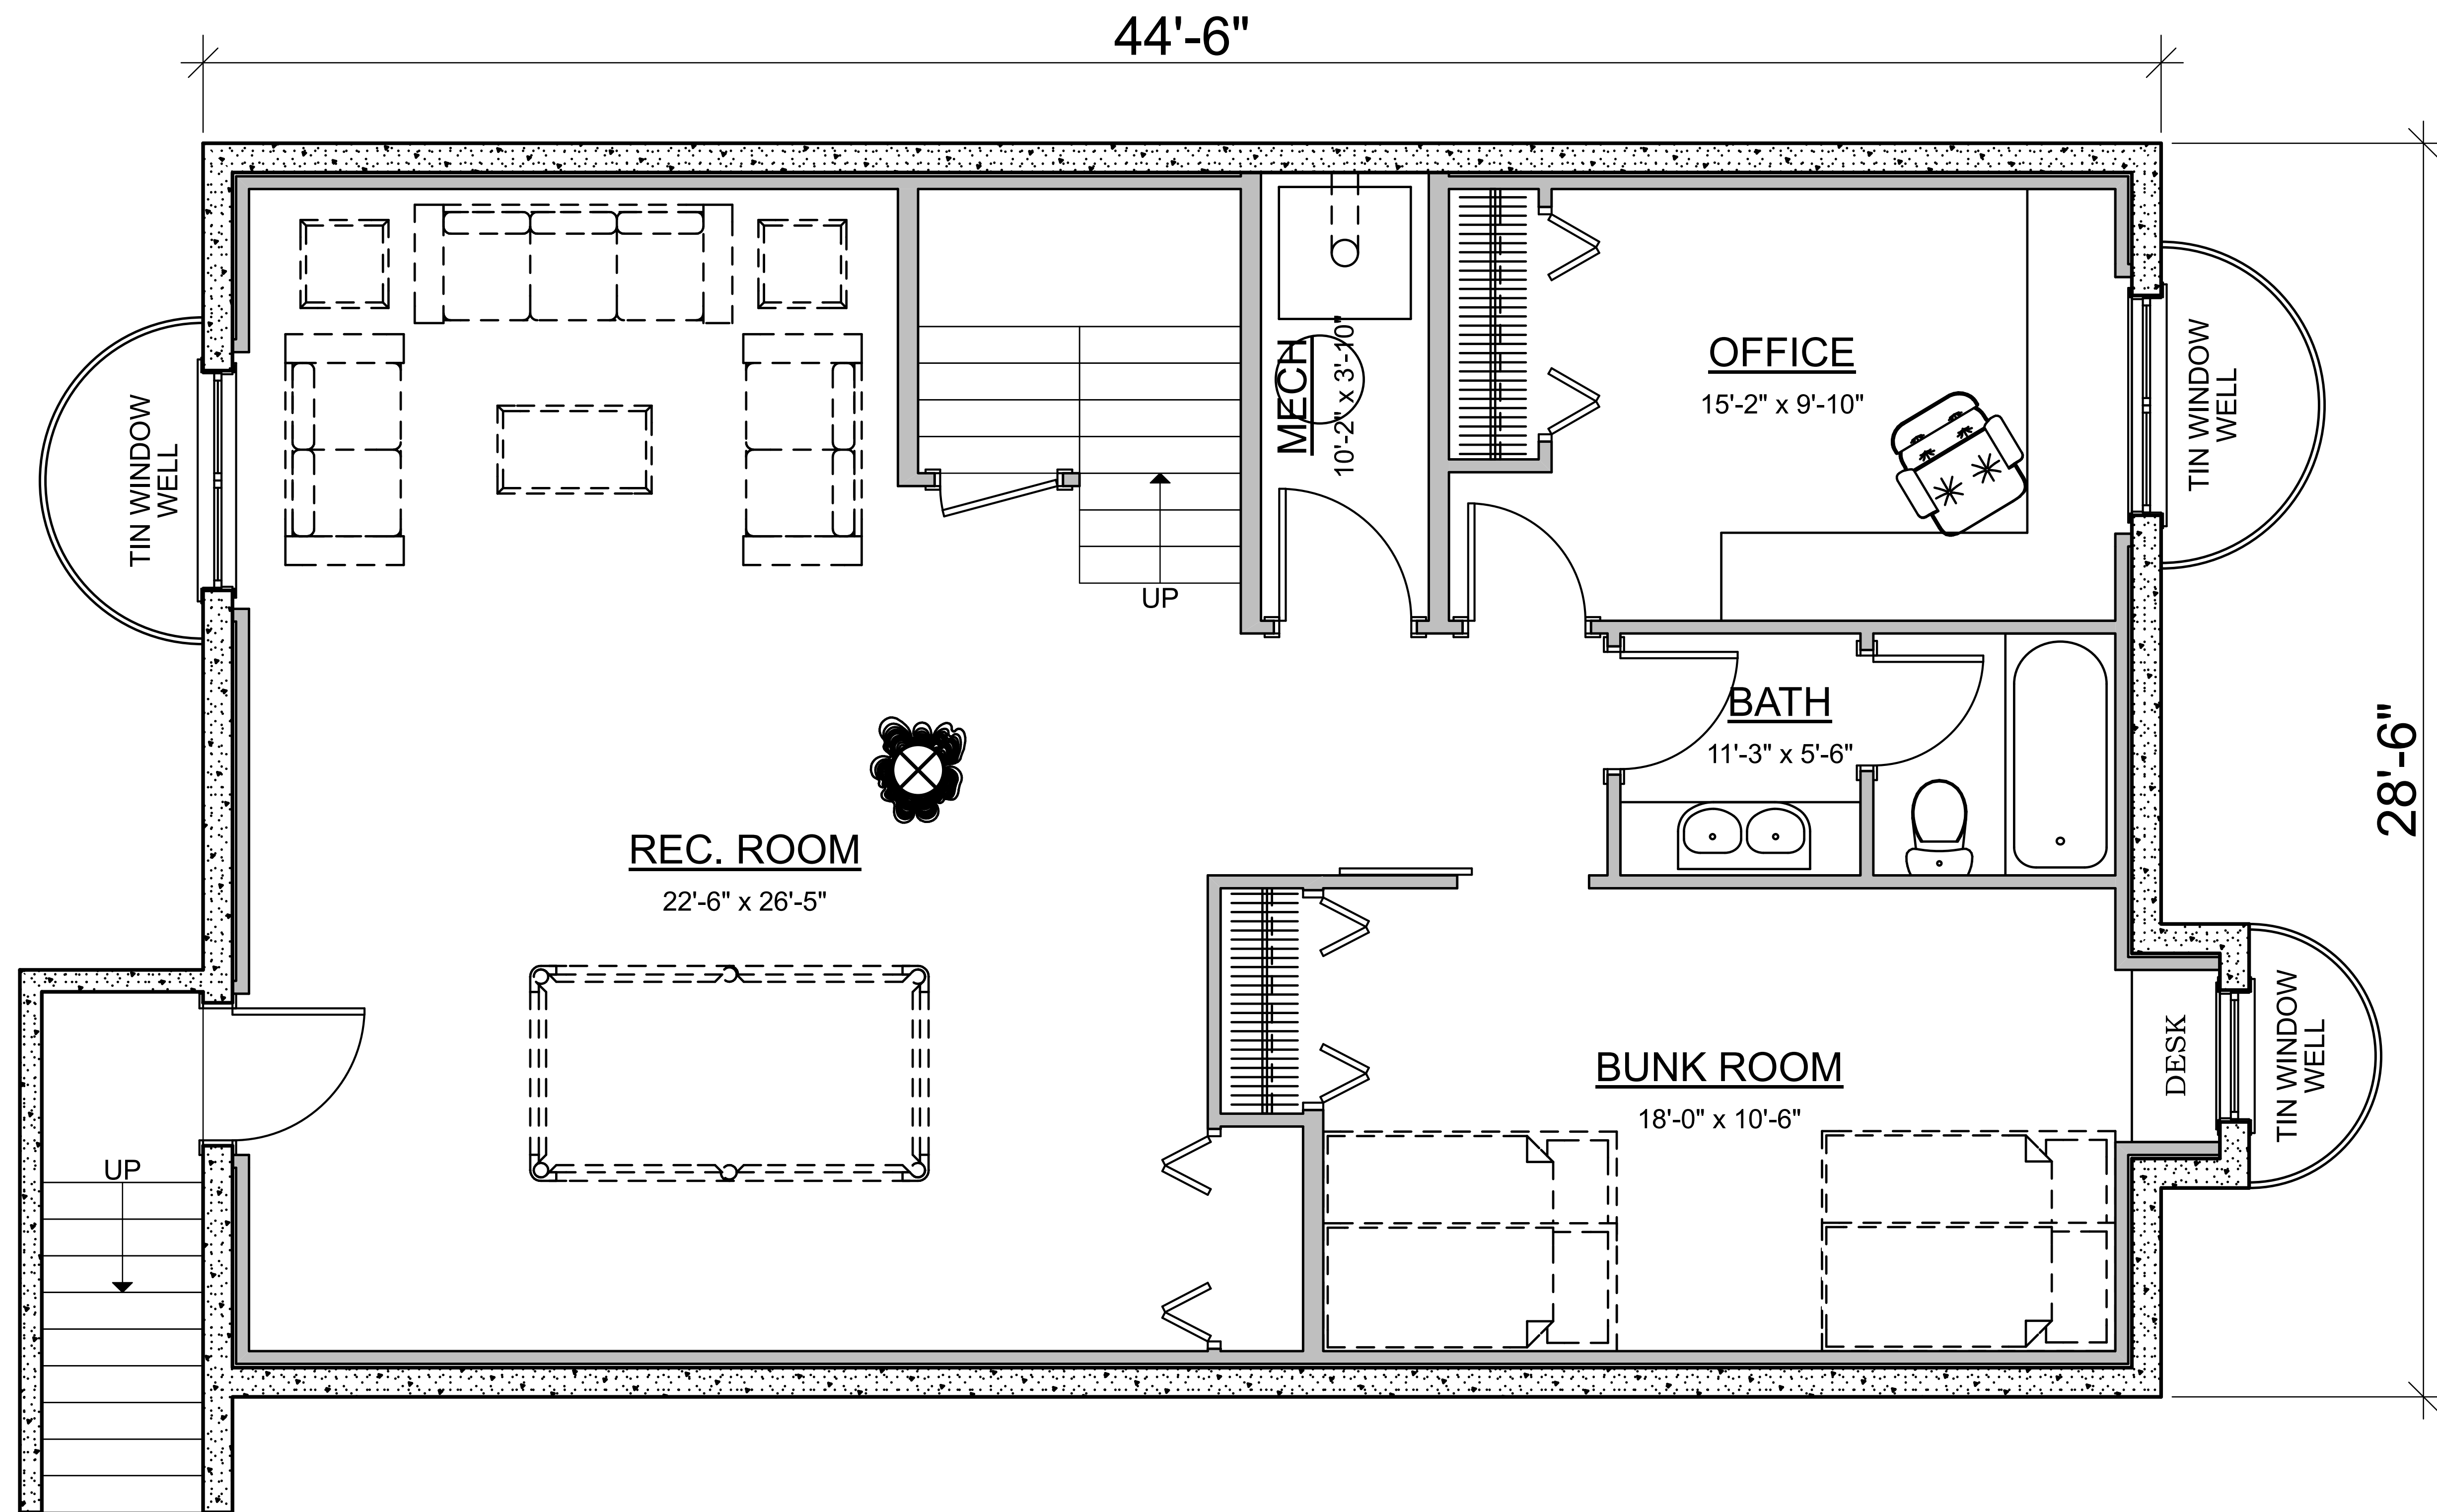 44'-6"
TIN WINDOW
WELL
MECH
10'-2" x 3'-10"
OFFICE
15'-2" x 9'-10"
TIN WINDOW
WELL
UP
BATH
11'-3" x 5'-6"
28'-6"
REC. ROOM
22'-6" x 26'-5"
BUNK ROOM
18'-0" x 10'-6"
DESK
TIN WINDOW
WELL
UP